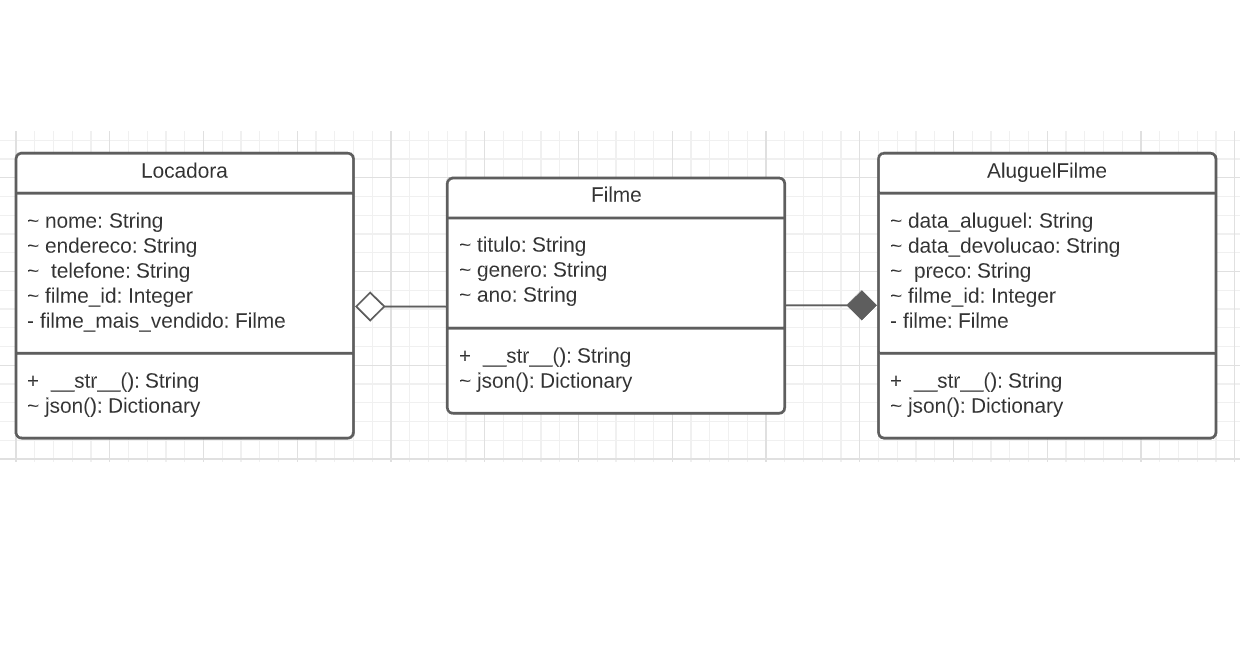 Locadora
~ nome: String
~ endereco: String
~  telefone: String
~ filme_id: Integer
- filme_mais_vendido: Filme
+  __str__(): String
~ json(): Dictionary
Filme
~ titulo: String
~ genero: String
~ ano: String
+  __str__(): String
~ json(): Dictionary
AluguelFilme
~ data_aluguel: String
~ data_devolucao: String
~  preco: String
~ filme_id: Integer
- filme: Filme
+  __str__(): String
~ json(): Dictionary